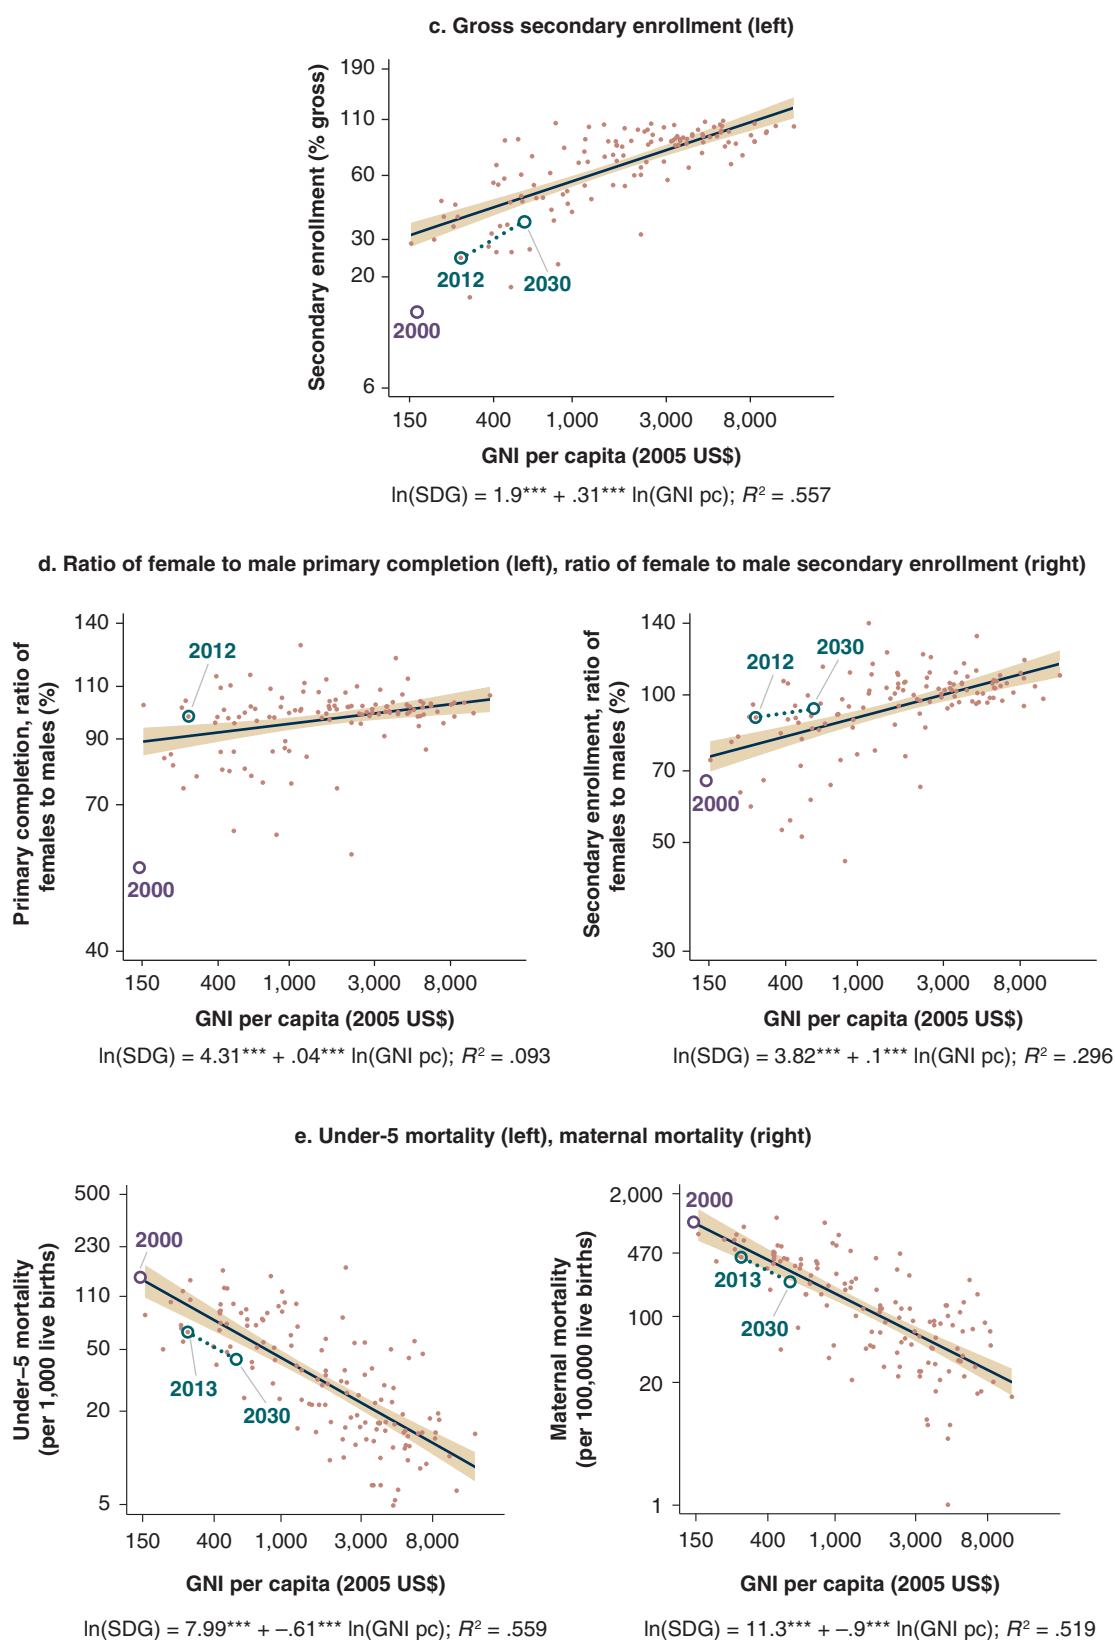 c. Gross secondary enrollment (left)
Secondary enrollment (% gross)
190
110
60
30
20
6
2012
2030
2000
150 400 1,000 3,000 8,000
GNI per capita (2005 US$)
ln(SDG) = 1.9*** + .31*** ln(GNI pc); R² = .557
d. Ratio of female to male primary completion (left), ratio of female to male secondary enrollment (right)
Primary completion, ratio of
females to males (%)
140
110
90
70
40
2012
2000
150 400 1,000 3,000 8,000
GNI per capita (2005 US$)
ln(SDG) = 4.31*** + .04*** ln(GNI pc); R² = .093
Secondary enrollment, ratio of
females to males (%)
140
100
70
50
30
2030
2012
2000
150 400 1,000 3,000 8,000
GNI per capita (2005 US$)
ln(SDG) = 3.82*** + .1*** ln(GNI pc); R² = .296
e. Under-5 mortality (left), maternal mortality (right)
Under–5 mortality
(per 1,000 live births)
500
230
110
50
20
5
2000
2013
2030
150 400 1,000 3,000 8,000
GNI per capita (2005 US$)
ln(SDG) = 7.99*** + –.61*** ln(GNI pc); R² = .559
Maternal mortality
(per 100,000 live births)
2,000
470
100
20
1
2000
2013
2030
150 400 1,000 3,000 8,000
GNI per capita (2005 US$)
ln(SDG) = 11.3*** + –.9*** ln(GNI pc); R² = .519